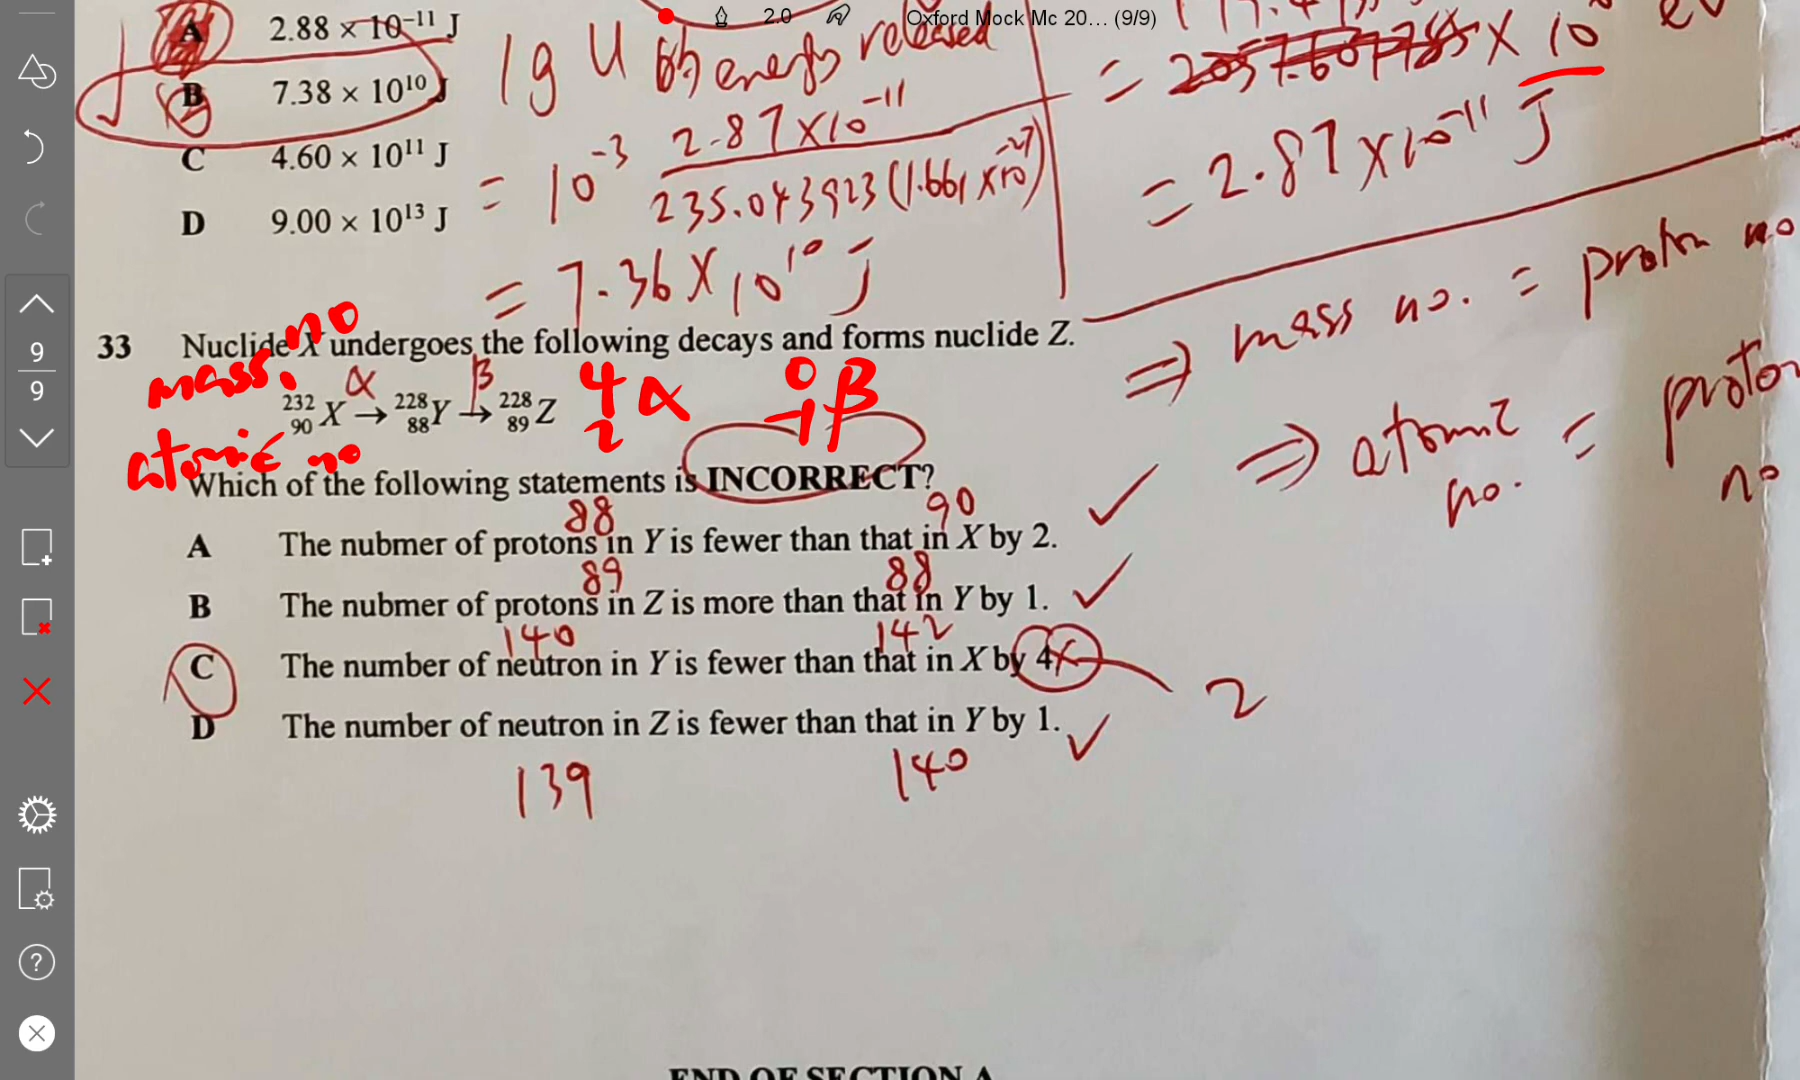 2.0 Oxford Mock Mc 20... (9/9)
A 2.88 × 10⁻¹¹ J
B 7.38 × 10¹⁰ J
C 4.60 × 10¹¹ J
D 9.00 × 10¹³ J
1g U energy released
= 10⁻³ 2.87 × 10⁻¹¹
235.043923 (1.661 × 10⁻²⁷)
= 7.36 × 10¹⁰ J
× 10 eV
= 2.87 × 10⁻¹¹ J
⇒ mass no. = proton no
⇒ atomic no. = proton no
9
9
33 Nuclide X undergoes the following decays and forms nuclide Z.
mass no
α β
²³²₉₀X → ²²⁸₈₈Y → ²²⁸₈₉Z
⁴₂α ⁰₋₁β
atomic no
Which of the following statements is INCORRECT?
88 90
A The nubmer of protons in Y is fewer than that in X by 2. ✓
89 88
B The nubmer of protons in Z is more than that in Y by 1. ✓
140 142
C The number of neutron in Y is fewer than that in X by 4. 2
D The number of neutron in Z is fewer than that in Y by 1. ✓
139 140
END OF SECTION A